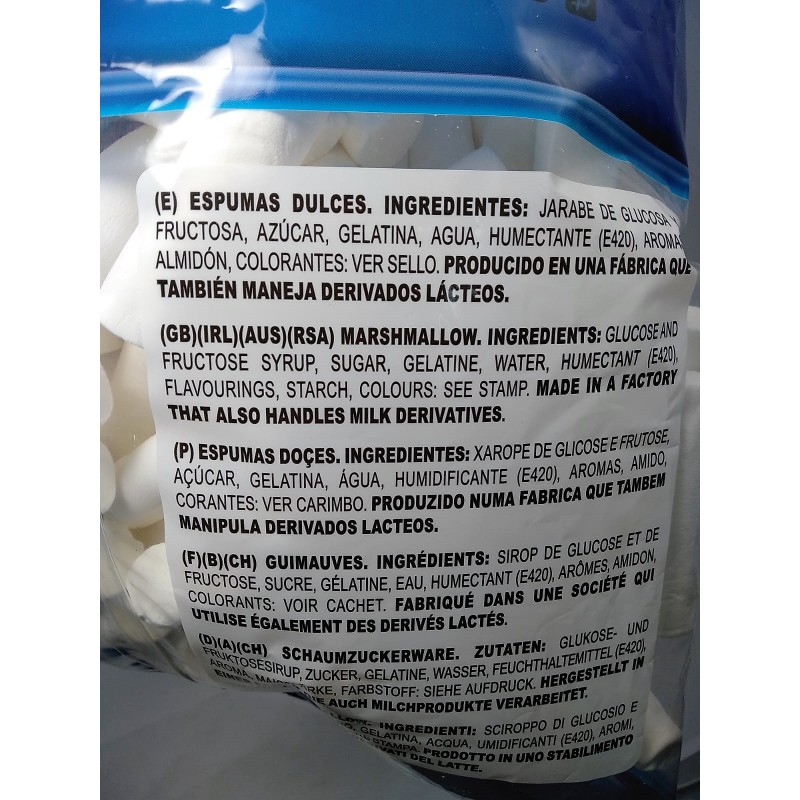 (E) ESPUMAS DULCES. INGREDIENTES: JARABE DE GLUCOSA Y
FRUCTOSA, AZÚCAR, GELATINA, AGUA, HUMECTANTE (E420), AROMA
ALMIDÓN, COLORANTES: VER SELLO. PRODUCIDO EN UNA FÁBRICA QUE
TAMBIÉN MANEJA DERIVADOS LÁCTEOS.
(GB)(IRL)(AUS)(RSA) MARSHMALLOW. INGREDIENTS: GLUCOSE AND
FRUCTOSE SYRUP, SUGAR, GELATINE, WATER, HUMECTANT (E420),
FLAVOURINGS, STARCH, COLOURS: SEE STAMP. MADE IN A FACTORY
THAT ALSO HANDLES MILK DERIVATIVES.
(P) ESPUMAS DOÇES. INGREDIENTES: XAROPE DE GLICOSE E FRUTOSE,
AÇÚCAR, GELATINA, ÁGUA, HUMIDIFICANTE (E420), AROMAS, AMIDO,
CORANTES: VER CARIMBO. PRODUZIDO NUMA FABRICA QUE TAMBEM
MANIPULA DERIVADOS LACTEOS.
(F)(B)(CH) GUIMAUVES. INGRÉDIENTS: SIROP DE GLUCOSE ET DE
FRUCTOSE, SUCRE, GÉLATINE, EAU, HUMECTANT (E420), ARÔMES, AMIDON,
COLORANTS: VOIR CACHET. FABRIQUÉ DANS UNE SOCIÉTÉ QUI
UTILISE ÉGALEMENT DES DERIVÉS LACTÉS.
(D)(A)(CH) SCHAUMZUCKERWARE. ZUTATEN: GLUKOSE- UND
FRUKTOSESIRUP, ZUCKER, GELATINE, WASSER, FEUCHTHALTEMITTEL (E420),
AROMA, FARBSTOFF: SIEHE AUFDRUCK. HERGESTELLT IN
AUCH MILCHPRODUKTE VERARBEITET.
INGREDIENTI: SCIROPPO DI GLUCOSIO E
GELATINA, ACQUA, UMIDIFICANTI (E420), AROMI,
STAMPA. PRODOTTO IN UNO STABILIMENTO
DEL LATTE.